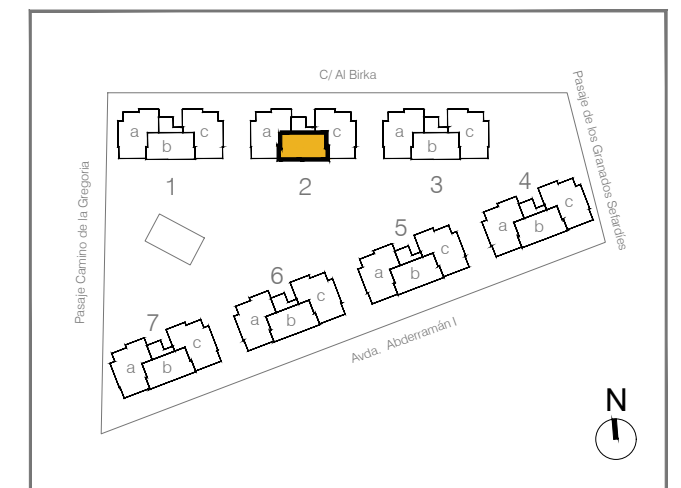 C/ Al Birka
Pasaje de los Granados Sefardíes
Pasaje Camino de la Gregoria
a
b
c
1
a
c
2
a
b
c
3
4
a
b
c
5
a
b
c
6
a
b
c
7
a
b
c
Avda. Abderramán I
N